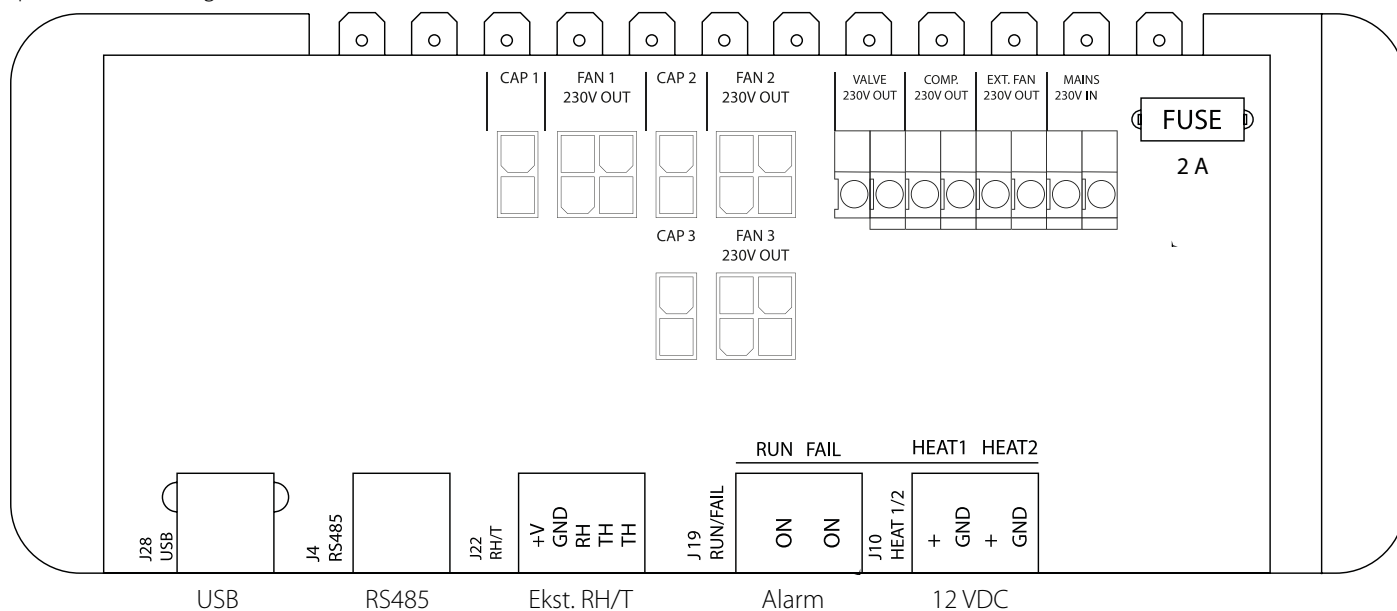 CAP 1
FAN 1
230V OUT
CAP 2
FAN 2
230V OUT
VALVE
230V OUT
COMP.
230V OUT
EXT. FAN
230V OUT
MAINS
230V IN
FUSE
2 A
CAP 3
FAN 3
230V OUT
RUN FAIL
HEAT1 HEAT2
J28
USB
J4
RS485
J22
RH/T
+V
GND
RH
TH
TH
J19
RUN/FAIL
ON
ON
J10
HEAT 1/2
+
GND
+
GND
USB
RS485
Ekst. RH/T
Alarm
12 VDC